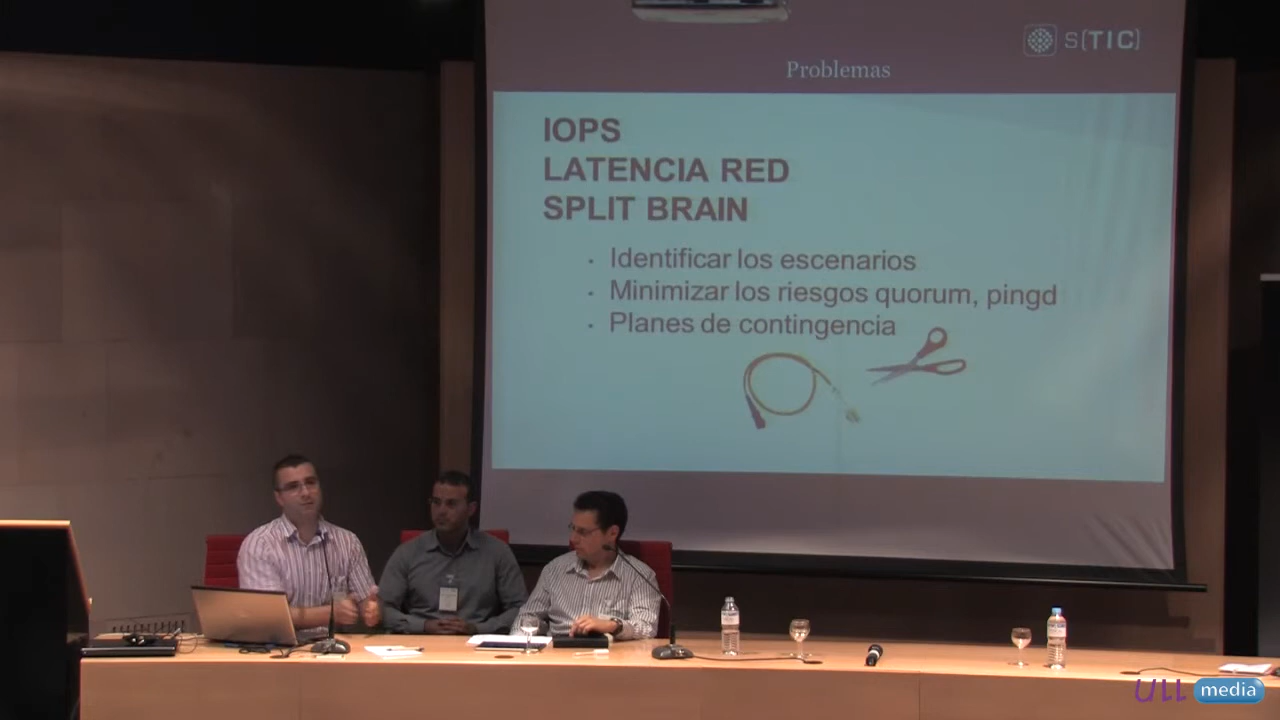 S(TIC)
Problemas
IOPS
LATENCIA RED
SPLIT BRAIN
Identificar los escenarios
Minimizar los riesgos quorum, pingd
Planes de contingencia
ULL media